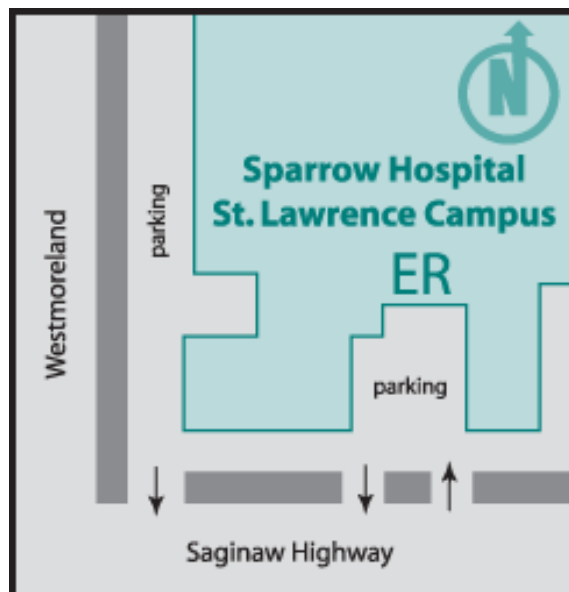 N
Sparrow Hospital
St. Lawrence Campus
ER
parking
Westmoreland
parking
Saginaw Highway